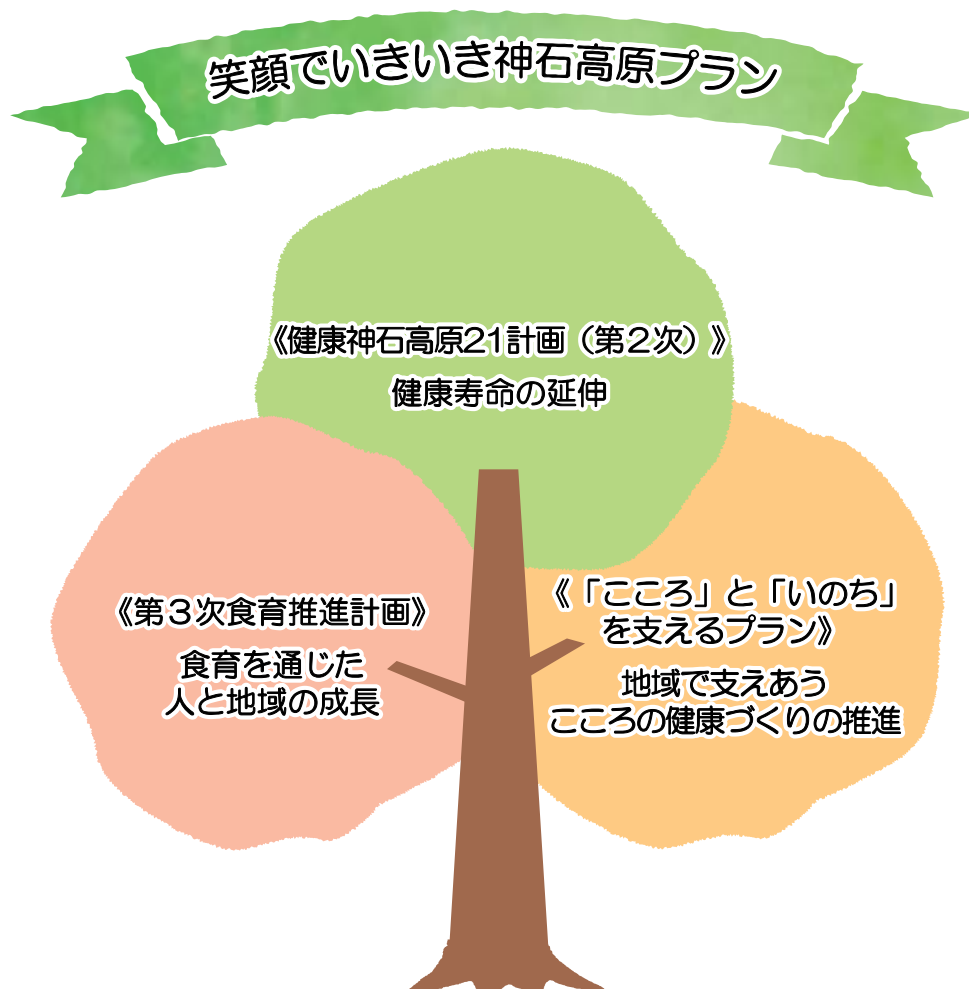 笑顔でいきいき神石高原プラン
《健康神石高原21計画（第２次）》
健康寿命の延伸
《第３次食育推進計画》
食育を通じた
人と地域の成長
《「こころ」と「いのち」
を支えるプラン》
地域で支えあう
こころの健康づくりの推進